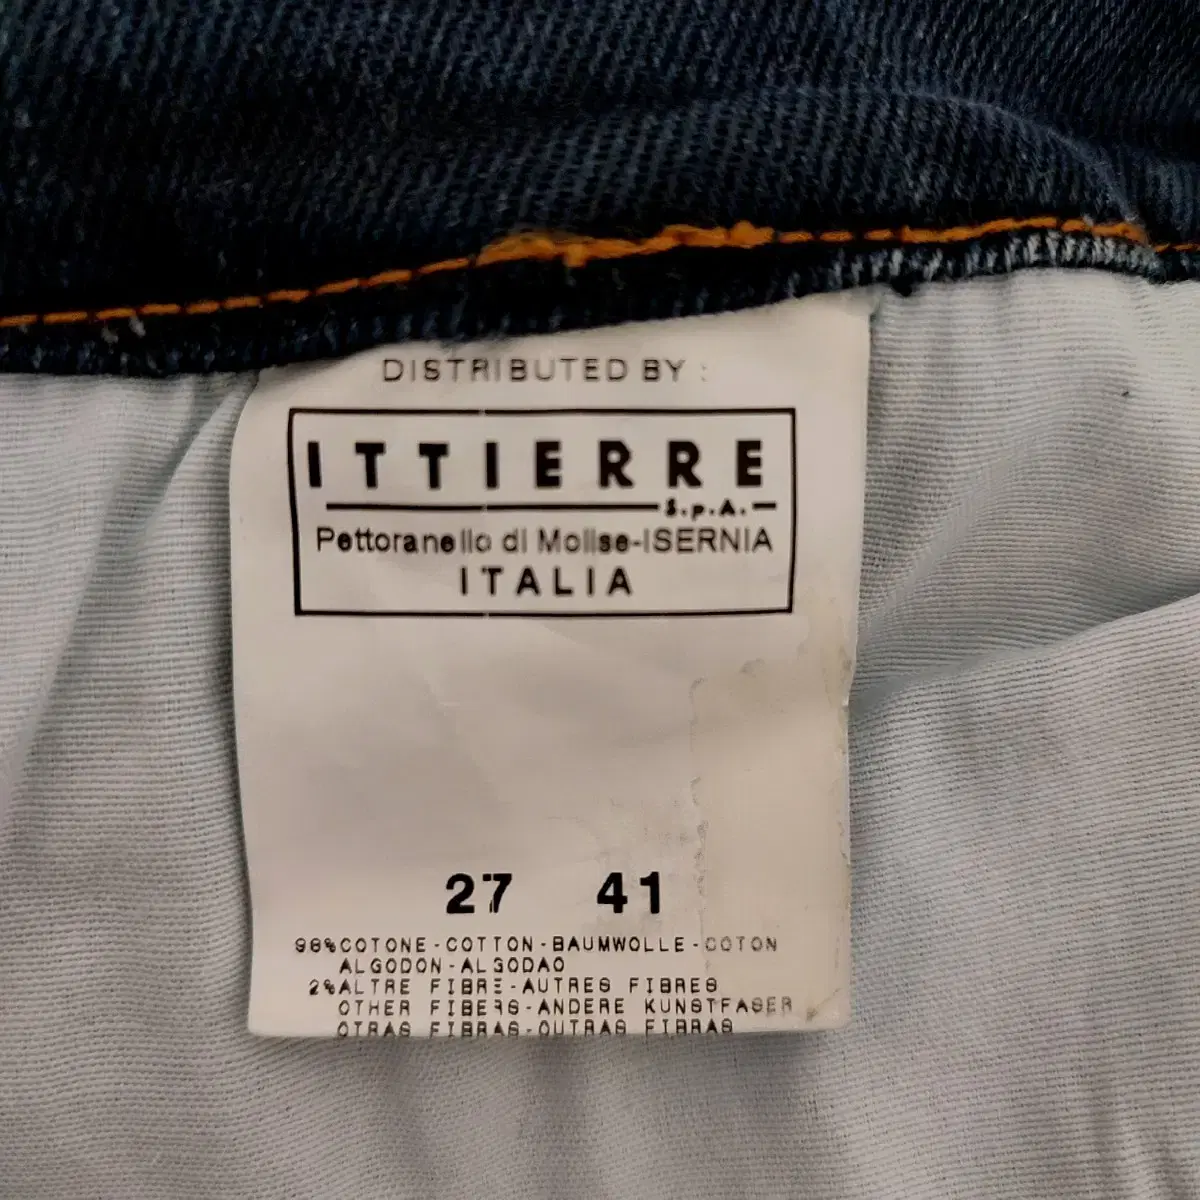 DISTRIBUTED BY :
ITTIERRE
S.p.A.
Pettoranello di Molise-ISERNIA
ITALIA
27 41
98%COTONE-COTTON-BAUMWOLLE-COTON
ALGODON-ALGODAO
2%ALTRE FIBRE-AUTRES FIBRES
OTHER FIBERS-ANDERE KUNSTFASER
OTRAS FIBRAS-OUTRAS FIBRAS